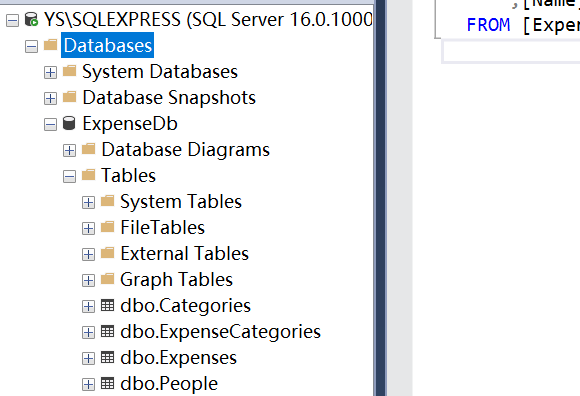 YS\SQLEXPRESS (SQL Server 16.0.1000
Databases
System Databases
Database Snapshots
ExpenseDb
Database Diagrams
Tables
System Tables
FileTables
External Tables
Graph Tables
dbo.Categories
dbo.ExpenseCategories
dbo.Expenses
dbo.People
,[Name]
FROM [Expen